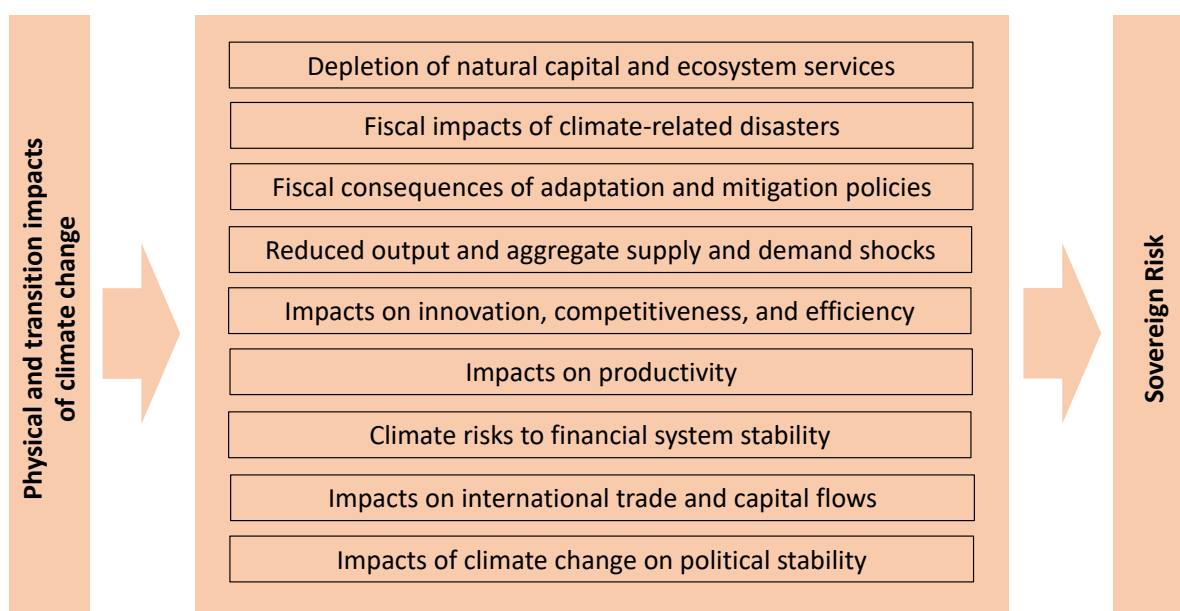 Physical and transition impacts
of climate change
Depletion of natural capital and ecosystem services
Fiscal impacts of climate-related disasters
Fiscal consequences of adaptation and mitigation policies
Reduced output and aggregate supply and demand shocks
Impacts on innovation, competitiveness, and efficiency
Impacts on productivity
Climate risks to financial system stability
Impacts on international trade and capital flows
Impacts of climate change on political stability
Sovereign Risk